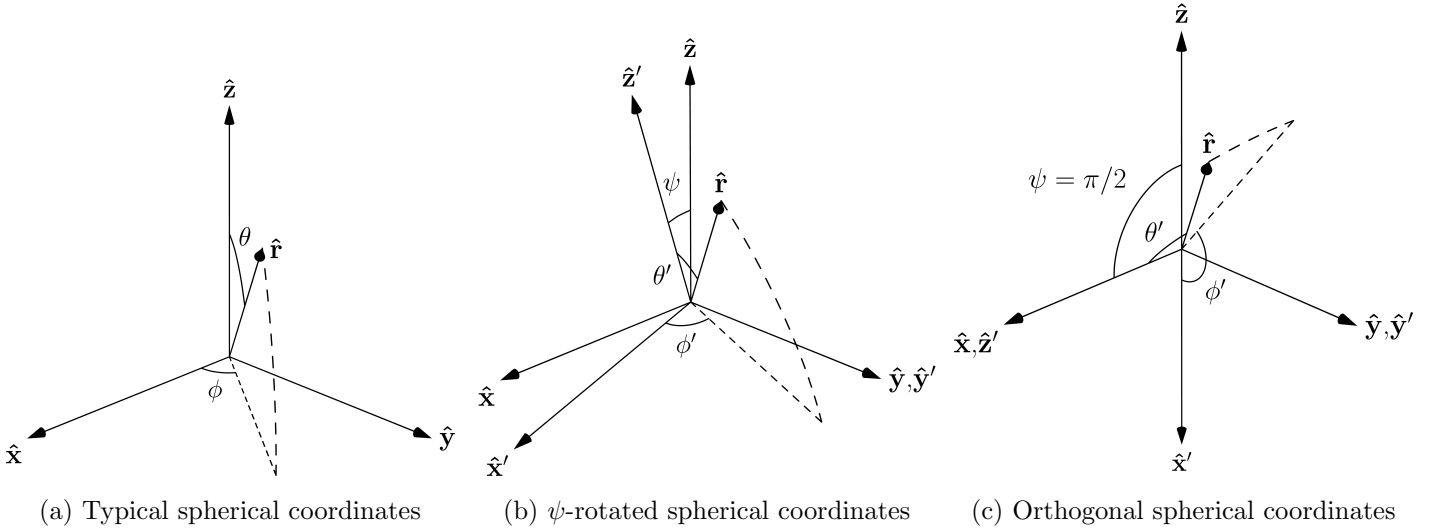 ẑ
θ
r̂
ϕ
x̂
ŷ
(a) Typical spherical coordinates
ẑ
ẑ′
ψ
r̂
θ′
ϕ′
x̂
ŷ,ŷ′
x̂′
(b) ψ-rotated spherical coordinates
ẑ
r̂
ψ = π/2
θ′
ϕ′
x̂,ẑ′
ŷ,ŷ′
x̂′
(c) Orthogonal spherical coordinates